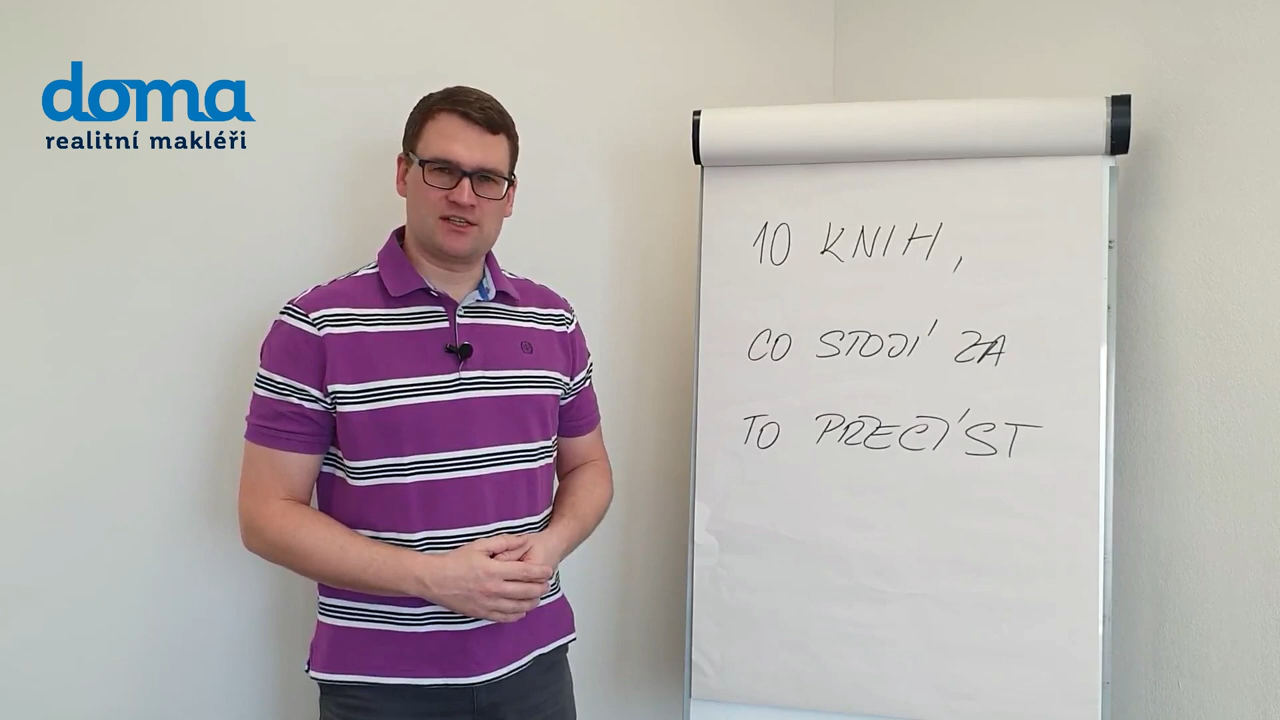 doma
realitní makléři
10 KNIH,
CO STOJÍ ZA
TO PŘEČÍST